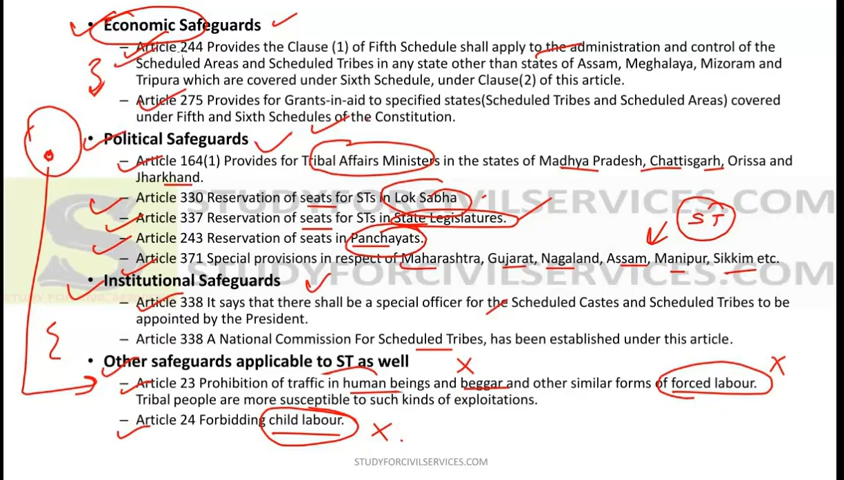 • Economic Safeguards
– Article 244 Provides the Clause (1) of Fifth Schedule shall apply to the administration and control of the
Scheduled Areas and Scheduled Tribes in any state other than states of Assam, Meghalaya, Mizoram and
Tripura which are covered under Sixth Schedule, under Clause(2) of this article.
– Article 275 Provides for Grants-in-aid to specified states(Scheduled Tribes and Scheduled Areas) covered
under Fifth and Sixth Schedules of the Constitution.
• Political Safeguards
– Article 164(1) Provides for Tribal Affairs Ministers in the states of Madhya Pradesh, Chattisgarh, Orissa and
Jharkhand.
– Article 330 Reservation of seats for STs in Lok Sabha
– Article 337 Reservation of seats for STs in State Legislatures.
– Article 243 Reservation of seats in Panchayats.
– Article 371 Special provisions in respect of Maharashtra, Gujarat, Nagaland, Assam, Manipur, Sikkim etc.
ST
STUDYFORCIVILSERVICES.COM
STUDYFORCIVILSERVICES.COM
• Institutional Safeguards
– Article 338 It says that there shall be a special officer for the Scheduled Castes and Scheduled Tribes to be
appointed by the President.
– Article 338 A National Commission For Scheduled Tribes, has been established under this article.
• Other safeguards applicable to ST as well
– Article 23 Prohibition of traffic in human beings and beggar and other similar forms of forced labour.
Tribal people are more susceptible to such kinds of exploitations.
– Article 24 Forbidding child labour.
STUDYFORCIVILSERVICES.COM